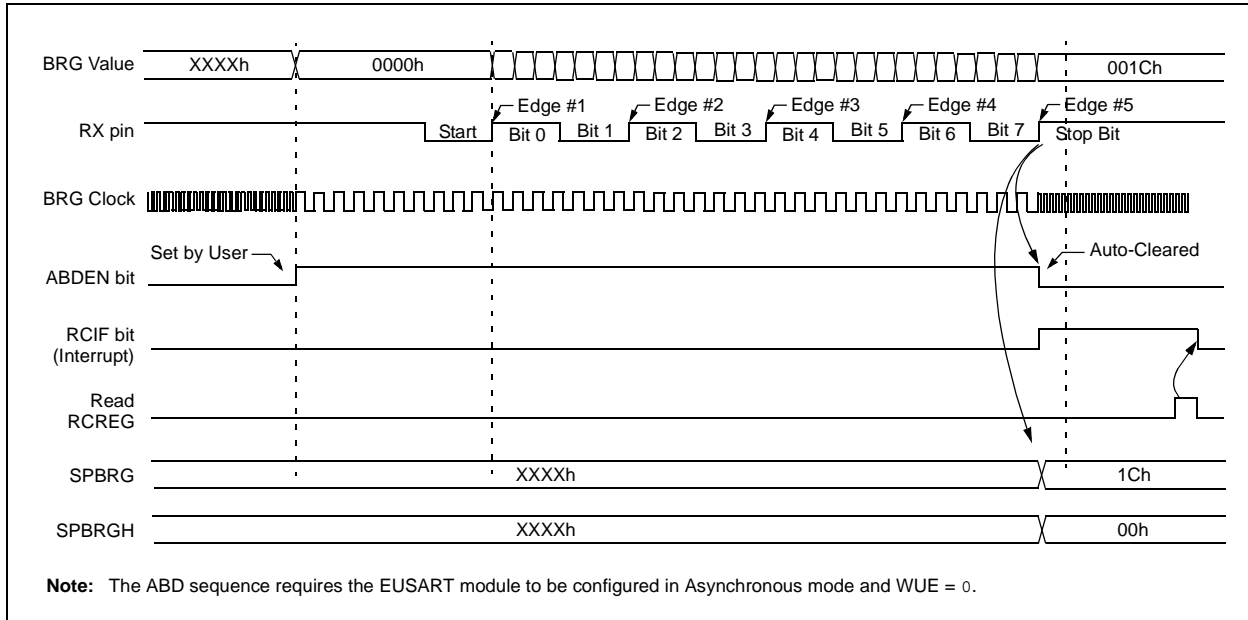 BRG Value XXXXh 0000h 001Ch
Edge #1 Edge #2 Edge #3 Edge #4 Edge #5
RX pin Start Bit 0 Bit 1 Bit 2 Bit 3 Bit 4 Bit 5 Bit 6 Bit 7 Stop Bit
BRG Clock
Set by User Auto-Cleared
ABDEN bit
RCIF bit
(Interrupt)
Read
RCREG
SPBRG XXXXh 1Ch
SPBRGH XXXXh 00h
Note: The ABD sequence requires the EUSART module to be configured in Asynchronous mode and WUE = 0.